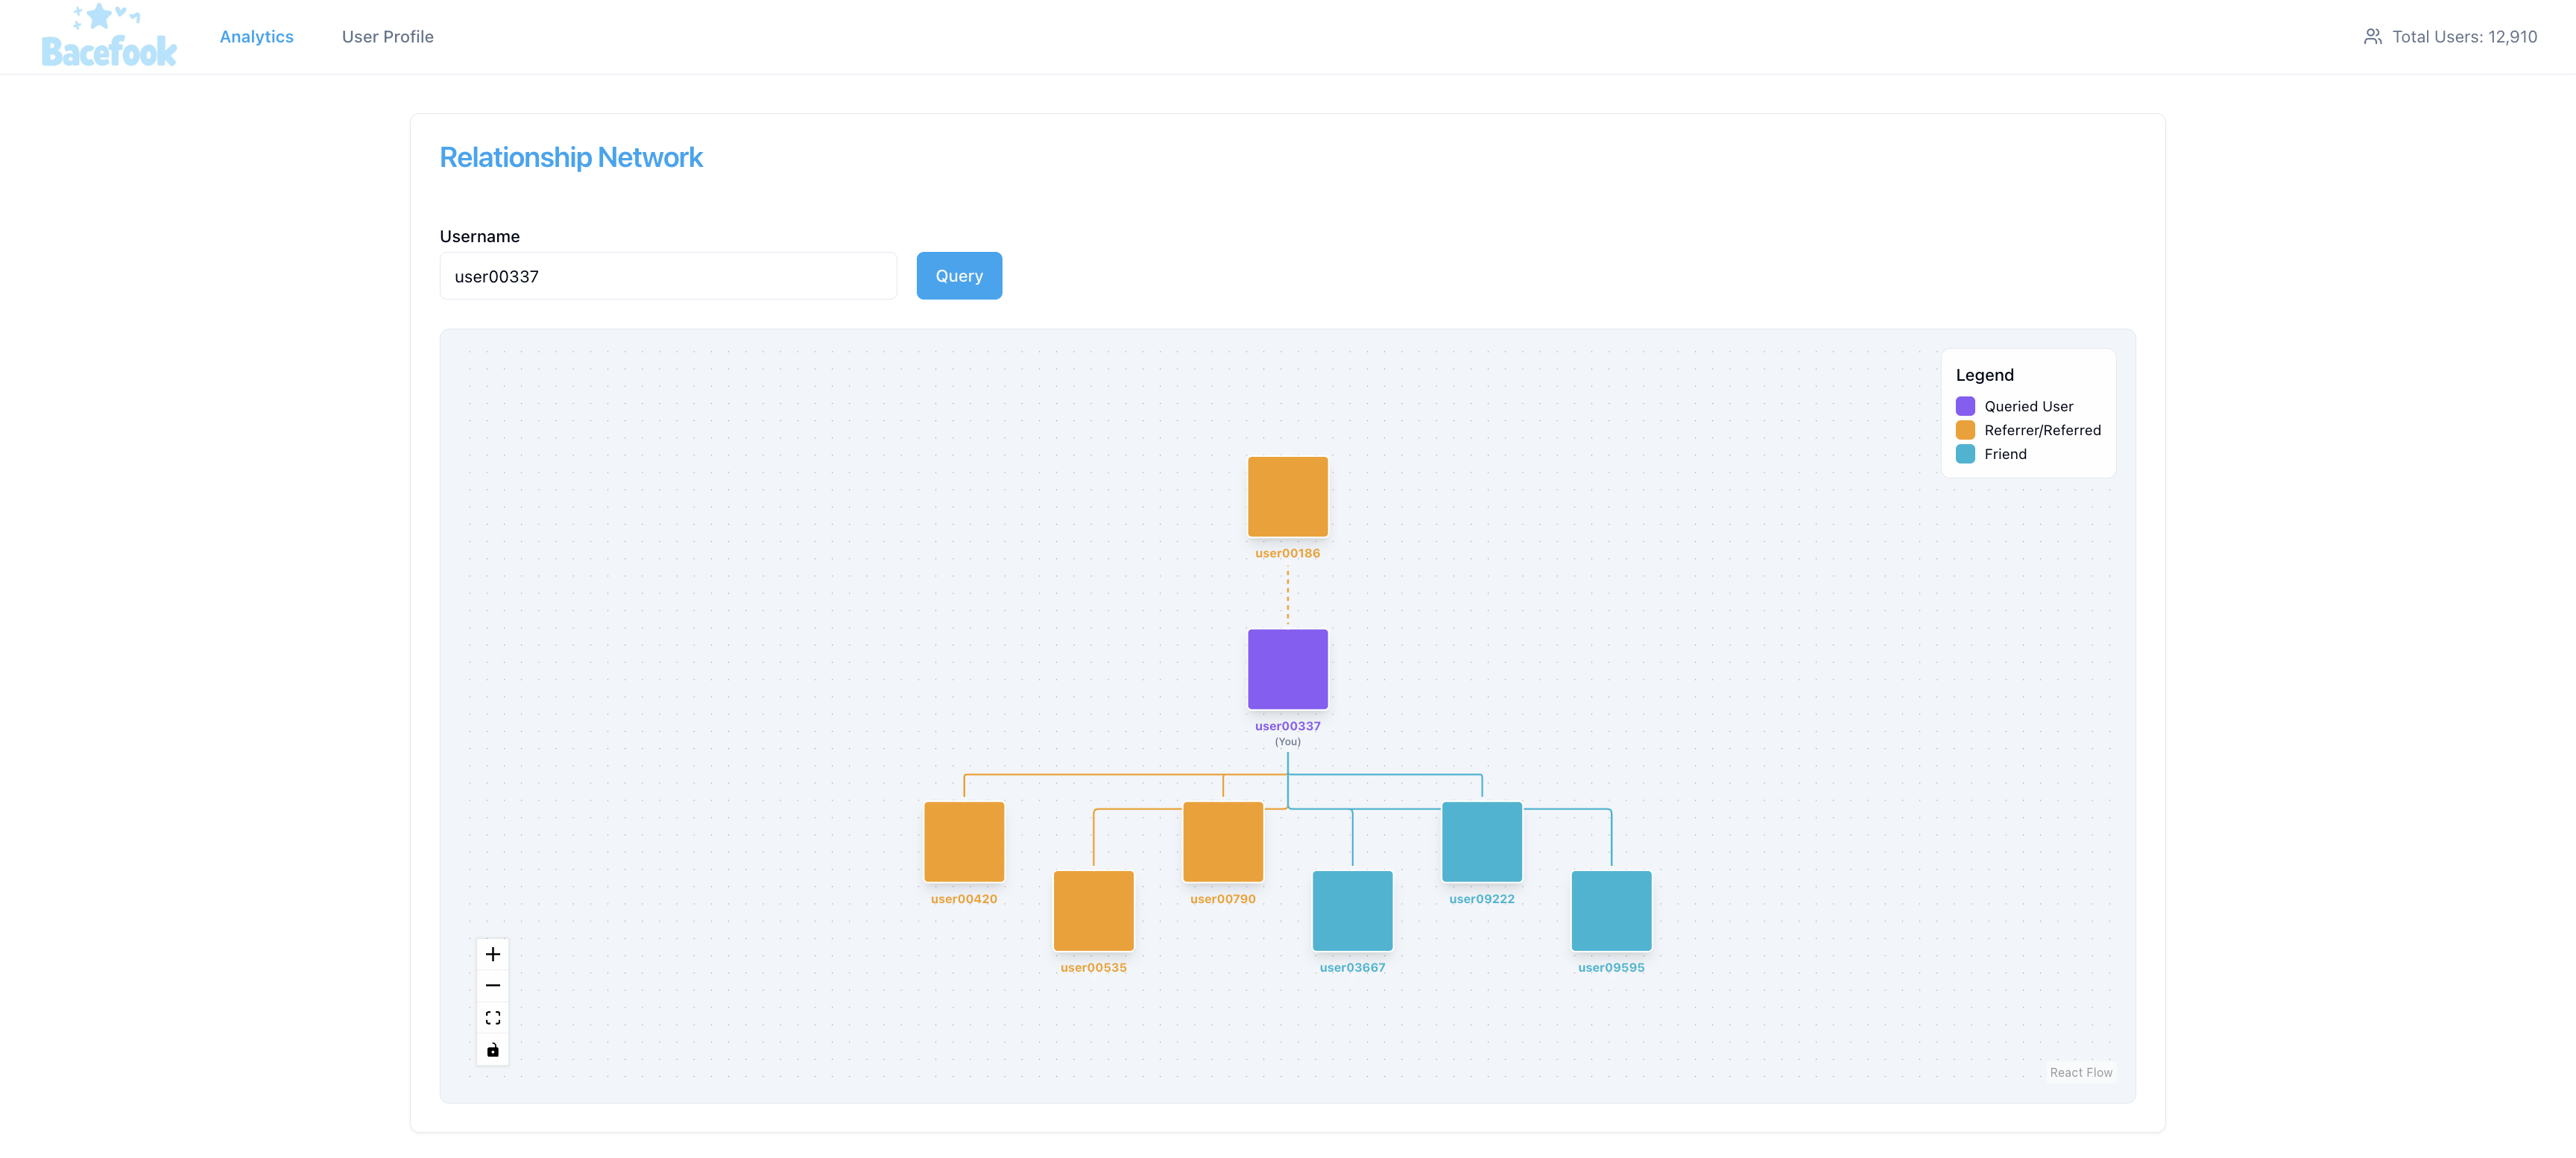 Bacefook
Analytics
User Profile
Total Users: 12,910
Relationship Network
Username
user00337
Query
Legend
Queried User
Referrer/Referred
Friend
user00186
user00337
(You)
user00420
user00790
user09222
user00535
user03667
user09595
React Flow